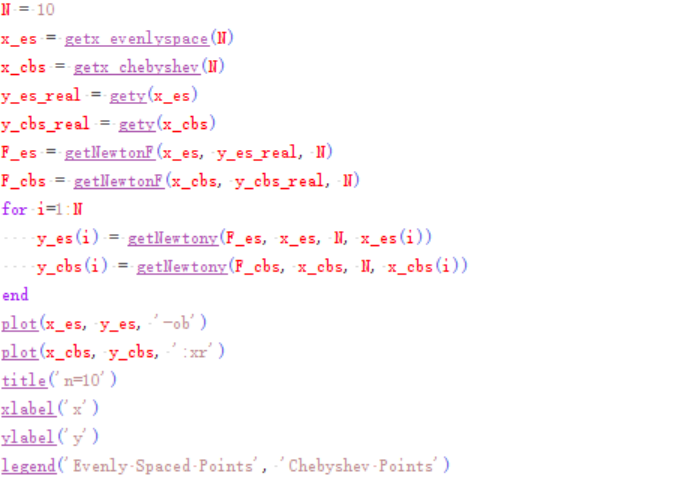 N = 10
x_es = getx_evenlyspace(N)
x_cbs = getx_chebyshev(N)
y_es_real = gety(x_es)
y_cbs_real = gety(x_cbs)
F_es = getNewtonF(x_es, y_es_real, N)
F_cbs = getNewtonF(x_cbs, y_cbs_real, N)
for i=1:N
    y_es(i) = getNewtony(F_es, x_es, N, x_es(i))
    y_cbs(i) = getNewtony(F_cbs, x_cbs, N, x_cbs(i))
end
plot(x_es, y_es, '-ob')
plot(x_cbs, y_cbs, ':xr')
title('n=10')
xlabel('x')
ylabel('y')
legend('Evenly Spaced Points', 'Chebyshev Points')